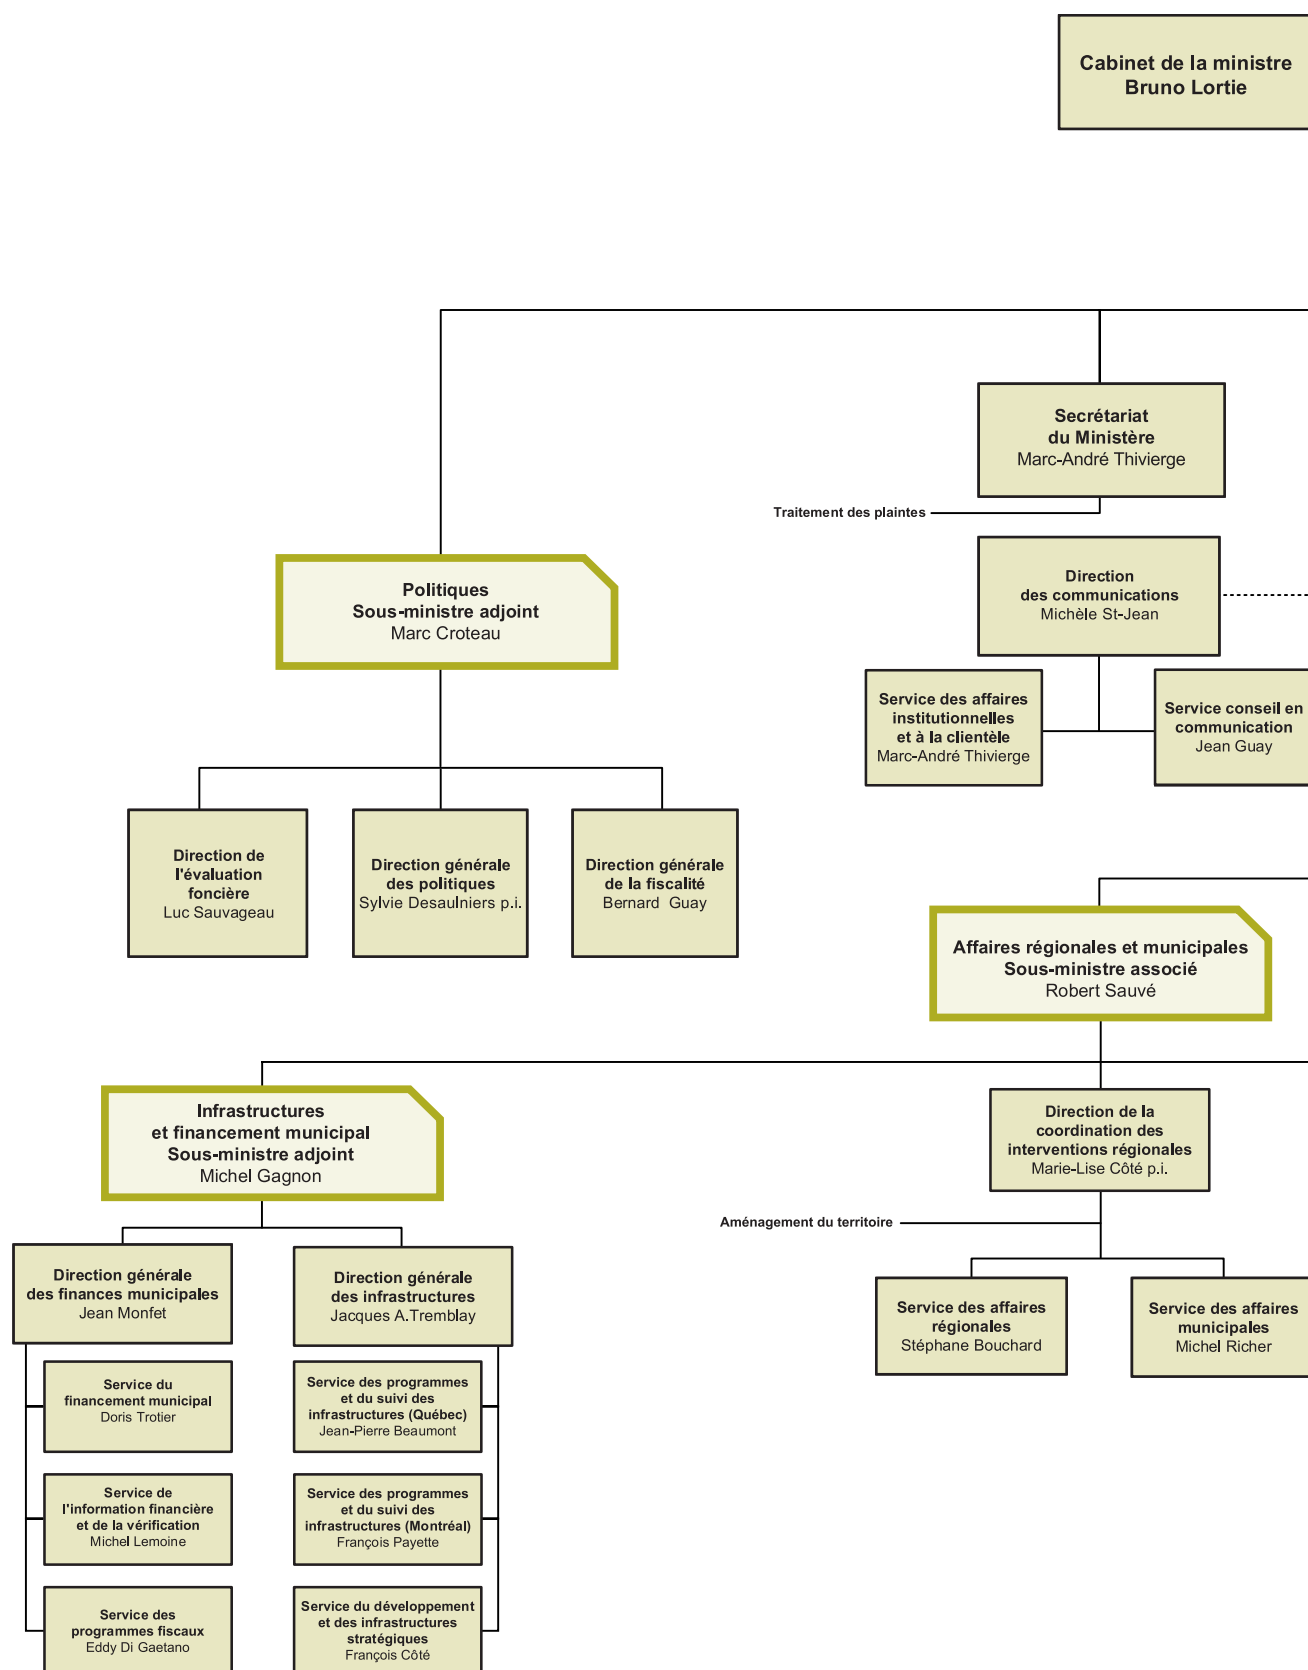 Cabinet de la ministre
Bruno Lortie
Secrétariat
du Ministère
Marc-André Thivierge
Traitement des plaintes
Direction
des communications
Michèle St-Jean
Politiques
Sous-ministre adjoint
Marc Croteau
Service des affaires
institutionnelles
et à la clientèle
Marc-André Thivierge
Service conseil en
communication
Jean Guay
Direction de
l'évaluation
foncière
Luc Sauvageau
Direction générale
des politiques
Sylvie Desaulniers p.i.
Direction générale
de la fiscalité
Bernard Guay
Affaires régionales et municipales
Sous-ministre associé
Robert Sauvé
Infrastructures
et financement municipal
Sous-ministre adjoint
Michel Gagnon
Direction de la
coordination des
interventions régionales
Marie-Lise Côté p.i.
Aménagement du territoire
Direction générale
des finances municipales
Jean Monfet
Direction générale
des infrastructures
Jacques A.Tremblay
Service des affaires
régionales
Stéphane Bouchard
Service des affaires
municipales
Michel Richer
Service du
financement municipal
Doris Trotier
Service des programmes
et du suivi des
infrastructures (Québec)
Jean-Pierre Beaumont
Service de
l'information financière
et de la vérification
Michel Lemoine
Service des programmes
et du suivi des
infrastructures (Montréal)
François Payette
Service des
programmes fiscaux
Eddy Di Gaetano
Service du développement
et des infrastructures
stratégiques
François Côté